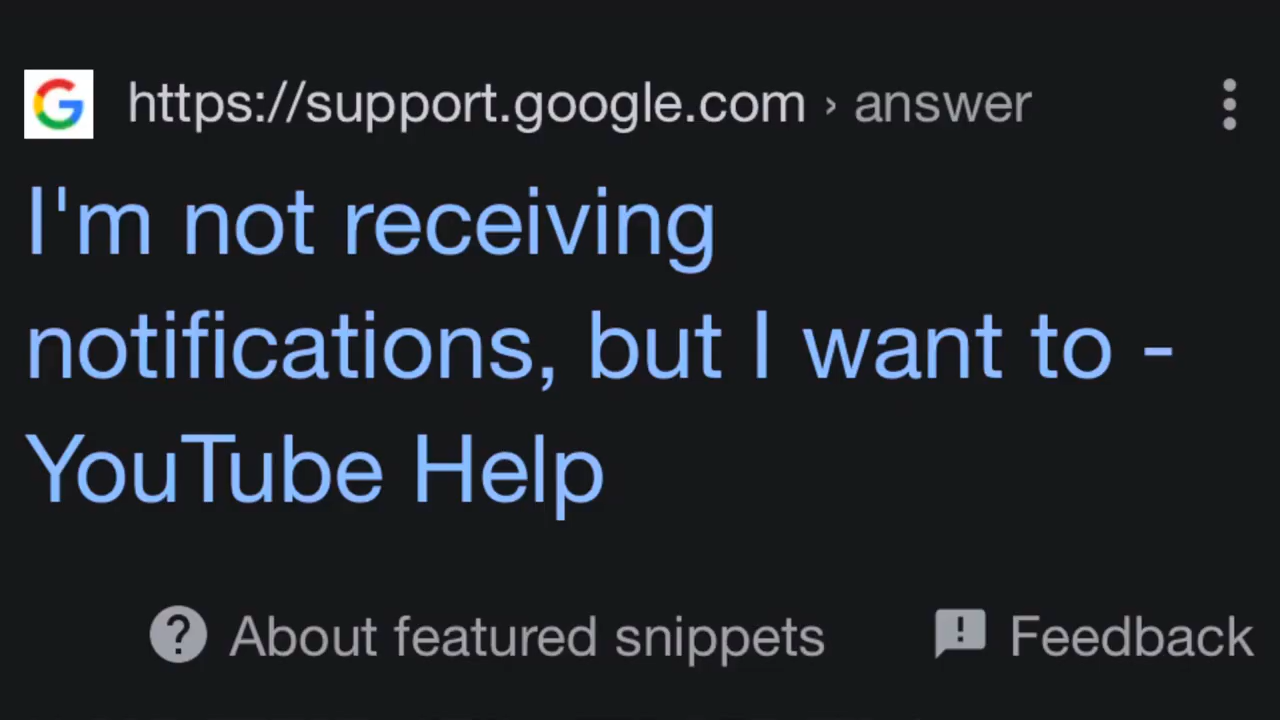 https://support.google.com › answer
I'm not receiving
notifications, but I want to -
YouTube Help
About featured snippets
Feedback